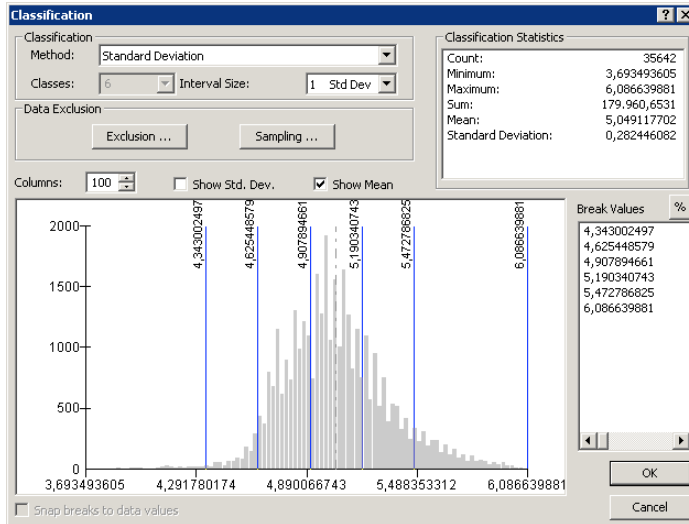 Classification
Classification
Method: Standard Deviation
Classes: 6 Interval Size: 1 Std Dev
Data Exclusion
Exclusion ... Sampling ...
Classification Statistics
Count: 35642
Minimum: 3,693493605
Maximum: 6,086639881
Sum: 179.960,6531
Mean: 5,049117702
Standard Deviation: 0,282446082
Columns: 100 Show Std. Dev. Show Mean
2000
1500
1000
500
0
4,343002497
4,625448579
4,907894661
5,190340743
5,472786825
6,086639881
3,693493605 4,291780174 4,890066743 5,488353312 6,086639881
Break Values %
4,343002497
4,625448579
4,907894661
5,190340743
5,472786825
6,086639881
Snap breaks to data values
OK
Cancel